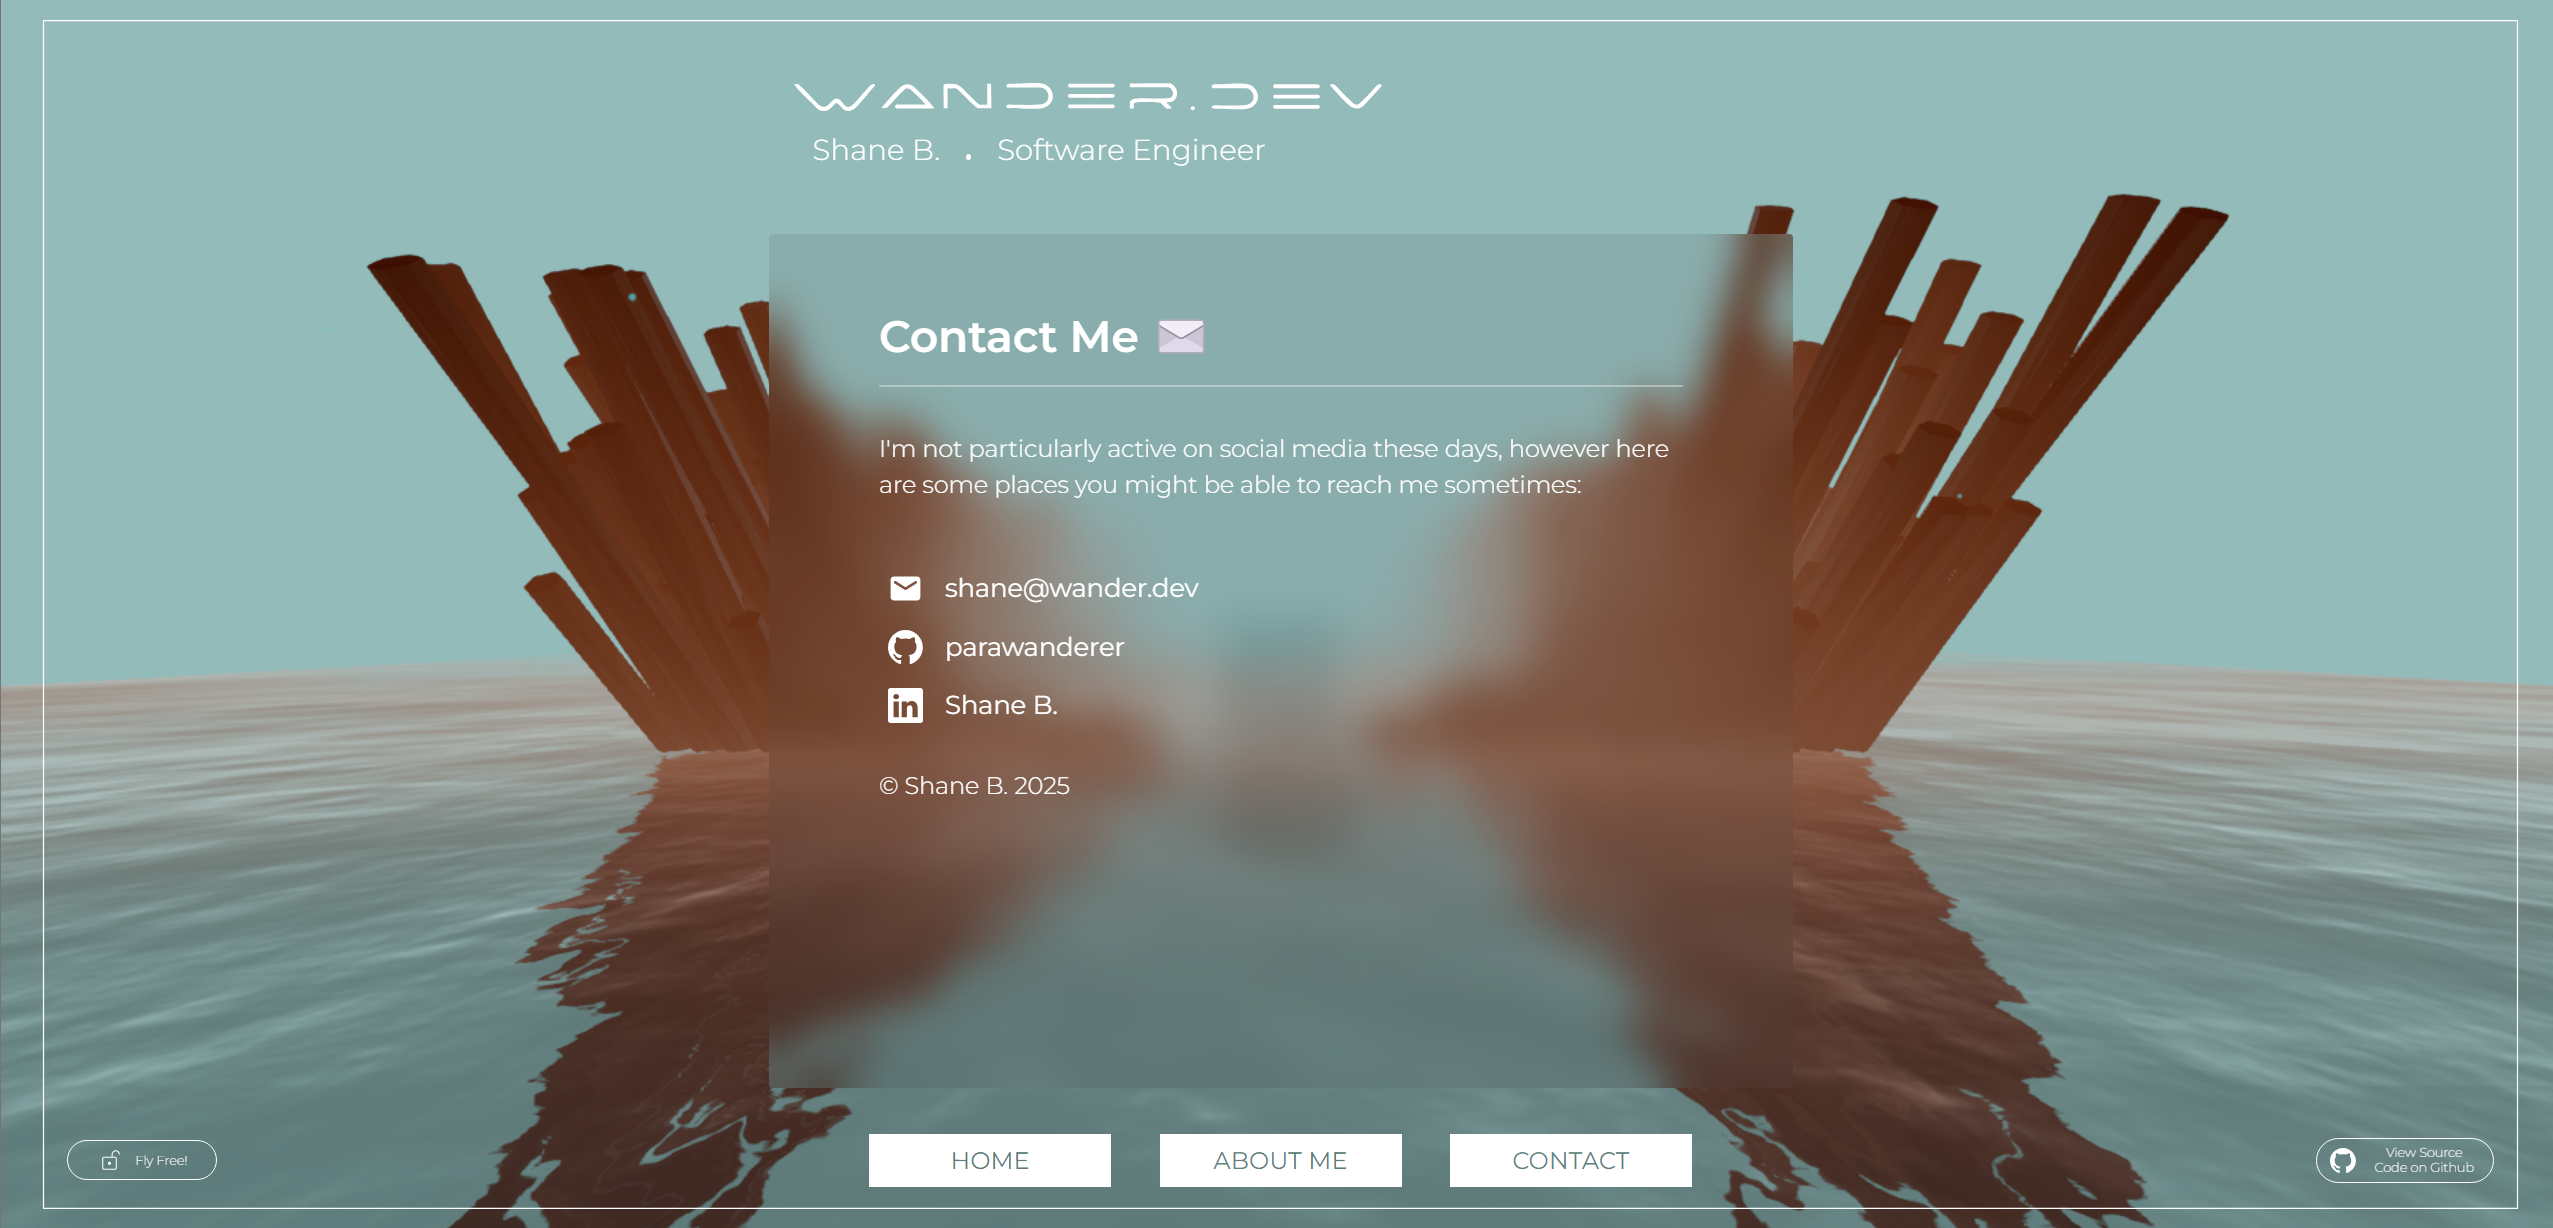 WANDER.DEV
Shane B. . Software Engineer
Contact Me
I'm not particularly active on social media these days, however here
are some places you might be able to reach me sometimes:
shane@wander.dev
parawanderer
in Shane B.
© Shane B. 2025
Fly Free!
HOME
ABOUT ME
CONTACT
View Source
Code on Github